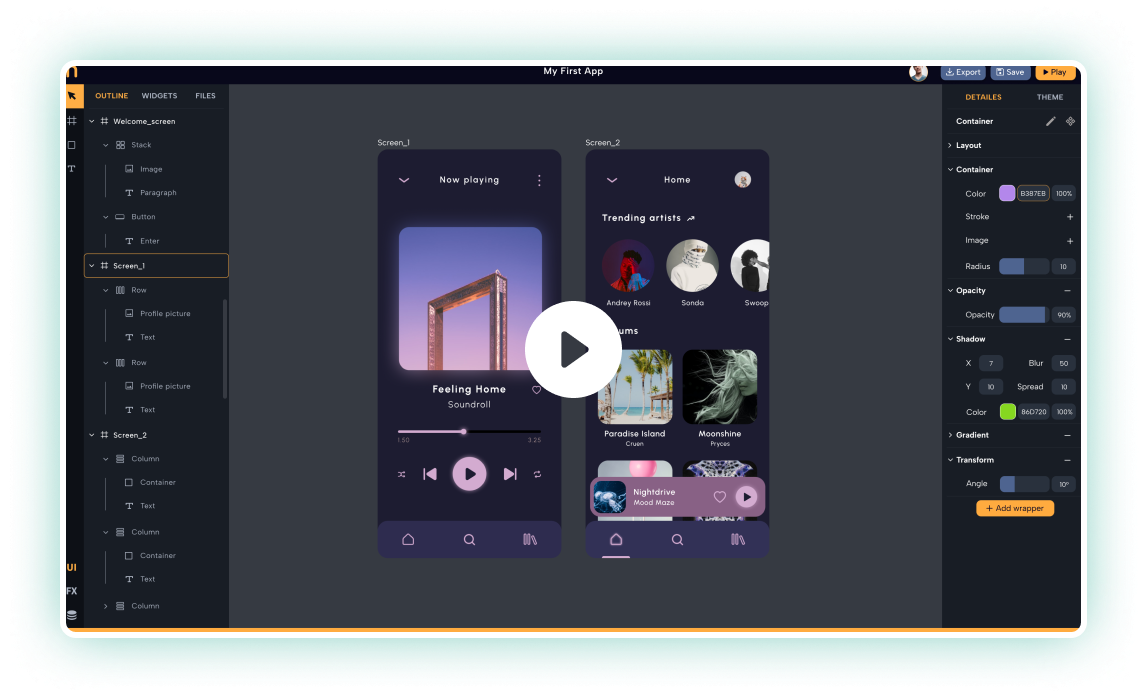 My First App
Export
Save
Play
OUTLINE WIDGETS FILES
Welcome_screen
Stack
Image
Paragraph
Button
Enter
Screen_1
Row
Profile picture
Text
Row
Profile picture
Text
Screen_2
Column
Container
Text
Column
Container
Text
Column
UI
FX
Screen_1
Now playing
Feeling Home
Soundroll
1:50 3:25
Screen_2
Home
Trending artists
Andrey Rossi Sonda Swoop
Paradise Island
Cruen
Moonshine
Pryces
Nightdrive
Mood Maze
DETAILES THEME
Container
Layout
Container
Color B387EB 100%
Stroke
Image
Radius 10
Opacity
Opacity 90%
Shadow
X 7 Blur 50
Y 10 Spread 10
Color 86D720 100%
Gradient
Transform
Angle 10°
+ Add wrapper